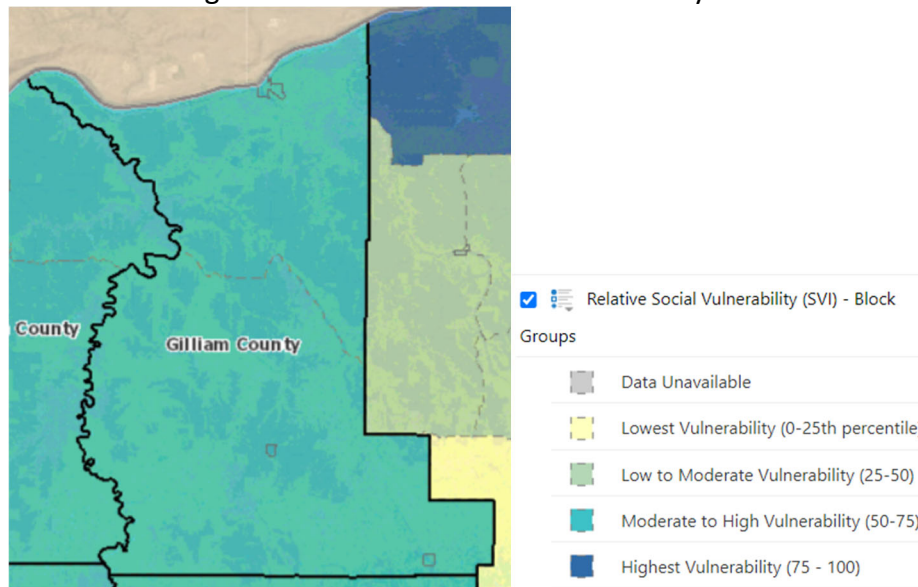 County
Gilliam County
Relative Social Vulnerability (SVI) - Block
Groups
Data Unavailable
Lowest Vulnerability (0-25th percentile
Low to Moderate Vulnerability (25-50)
Moderate to High Vulnerability (50-75)
Highest Vulnerability (75 - 100)